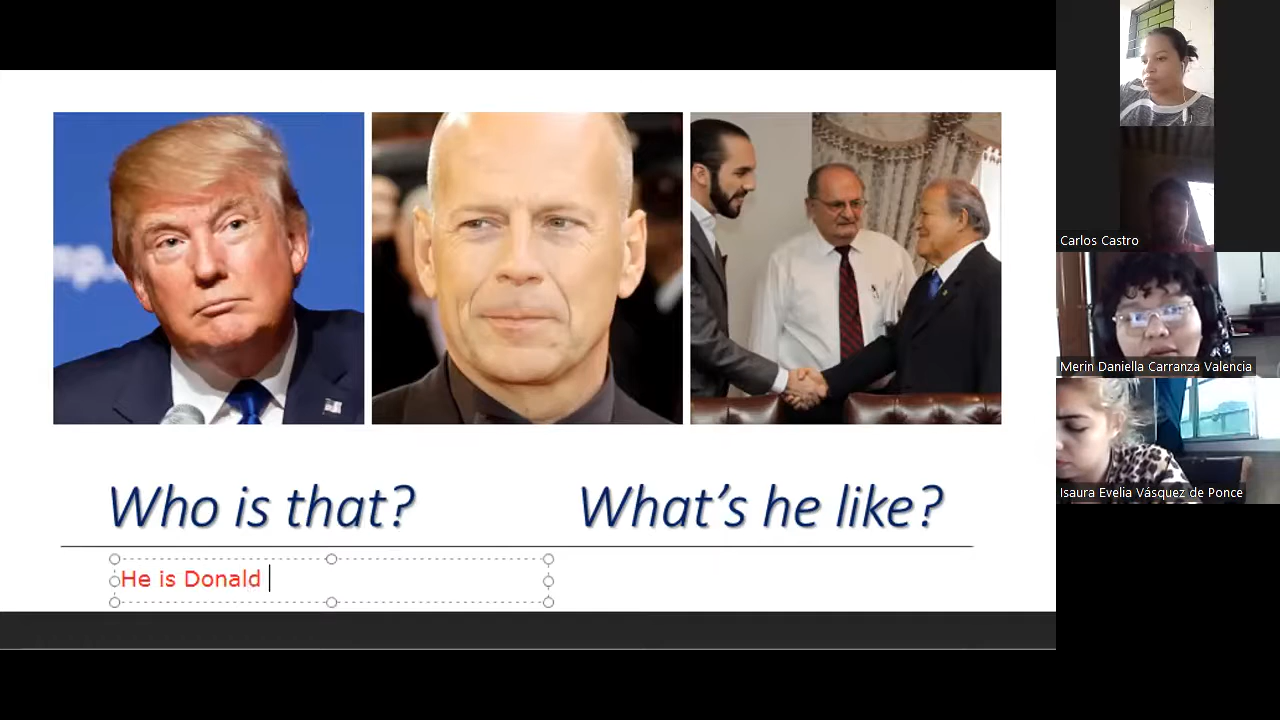 mp.
Who is that?
What's he like?
He is Donald
Carlos Castro
Merin Daniella Carranza Valencia
Isaura Evelia Vásquez de Ponce